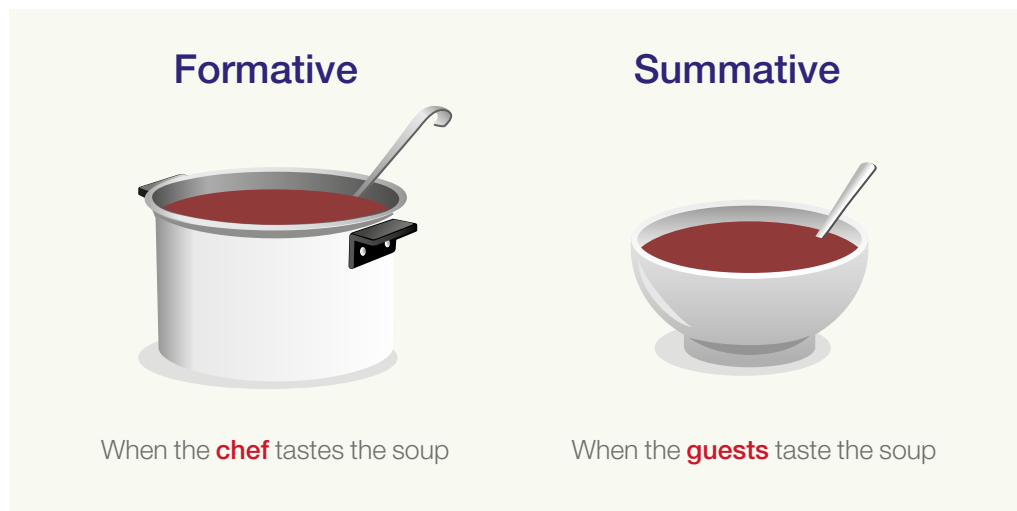 Formative
Summative
When the chef tastes the soup
When the guests taste the soup